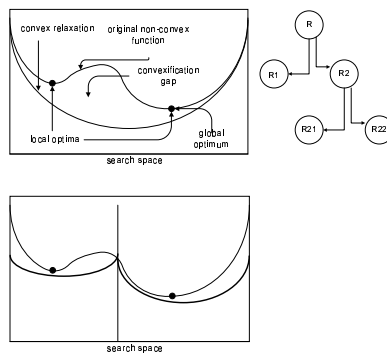 convex relaxation
original non-convex
function
convexification
gap
local optima
global
optimum
search space
R
R1
R2
R21
R22
search space